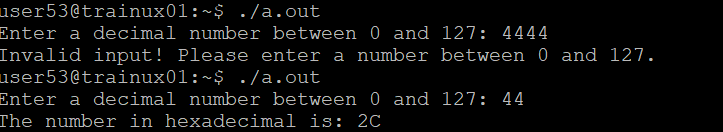 user53@trainux01:~$ ./a.out
Enter a decimal number between 0 and 127: 4444
Invalid input! Please enter a number between 0 and 127.
user53@trainux01:~$ ./a.out
Enter a decimal number between 0 and 127: 44
The number in hexadecimal is: 2C